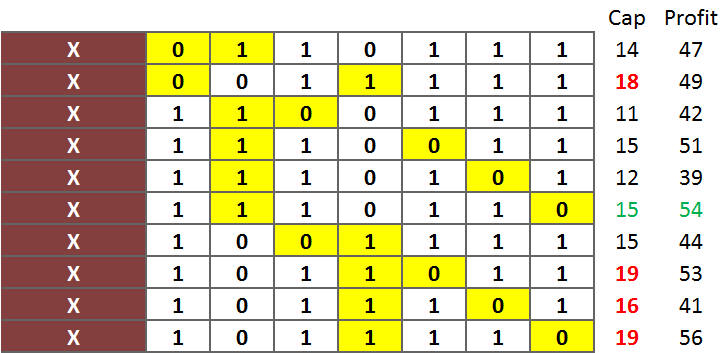 Cap Profit
X 0 1 1 0 1 1 1 14 47
X 0 0 1 1 1 1 1 18 49
X 1 1 0 0 1 1 1 11 42
X 1 1 1 0 0 1 1 15 51
X 1 1 1 0 1 0 1 12 39
X 1 1 1 0 1 1 0 15 54
X 1 0 0 1 1 1 1 15 44
X 1 0 1 1 0 1 1 19 53
X 1 0 1 1 1 0 1 16 41
X 1 0 1 1 1 1 0 19 56